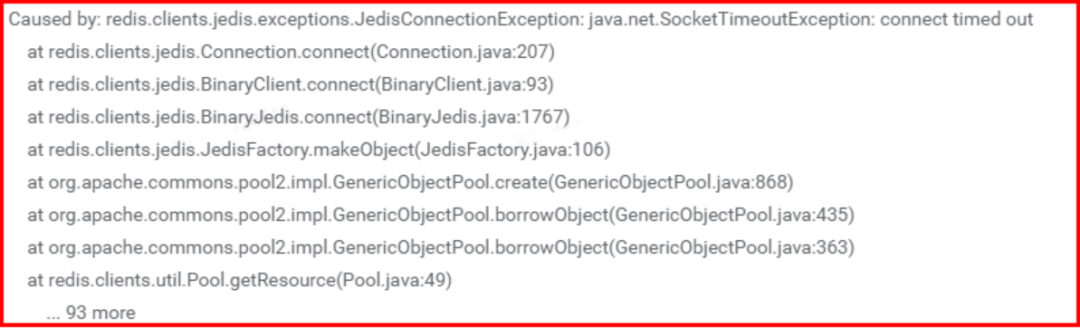 Caused by: redis.clients.jedis.exceptions.JedisConnectionException: java.net.SocketTimeoutException: connect timed out
at redis.clients.jedis.Connection.connect(Connection.java:207)
at redis.clients.jedis.BinaryClient.connect(BinaryClient.java:93)
at redis.clients.jedis.BinaryJedis.connect(BinaryJedis.java:1767)
at redis.clients.jedis.JedisFactory.makeObject(JedisFactory.java:106)
at org.apache.commons.pool2.impl.GenericObjectPool.create(GenericObjectPool.java:868)
at org.apache.commons.pool2.impl.GenericObjectPool.borrowObject(GenericObjectPool.java:435)
at org.apache.commons.pool2.impl.GenericObjectPool.borrowObject(GenericObjectPool.java:363)
at redis.clients.util.Pool.getResource(Pool.java:49)
... 93 more